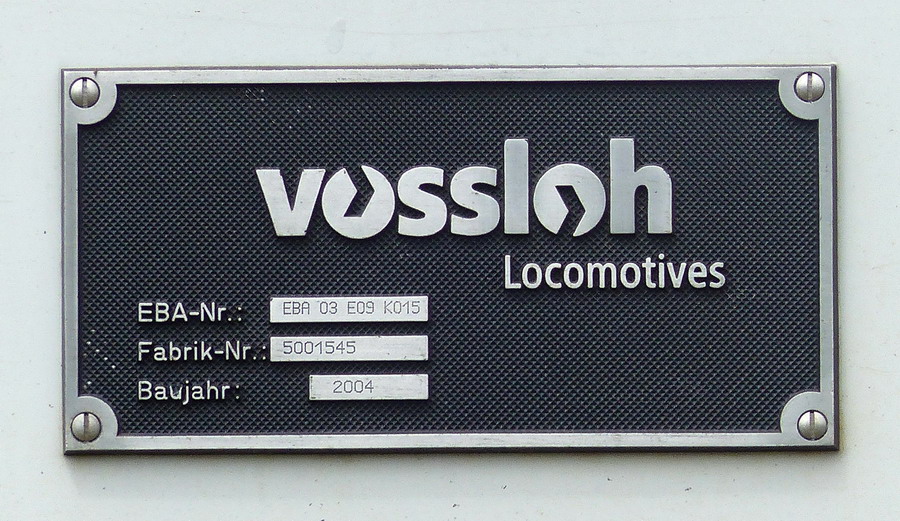 vossloh
Locomotives
EBA-Nr.: EBA 03 E09 K015
Fabrik-Nr.: 5001545
Baujahr: 2004